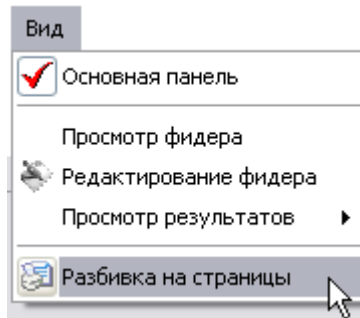 Вид
Основная панель
Просмотр фидера
Редактирование фидера
Просмотр результатов
Разбивка на страницы